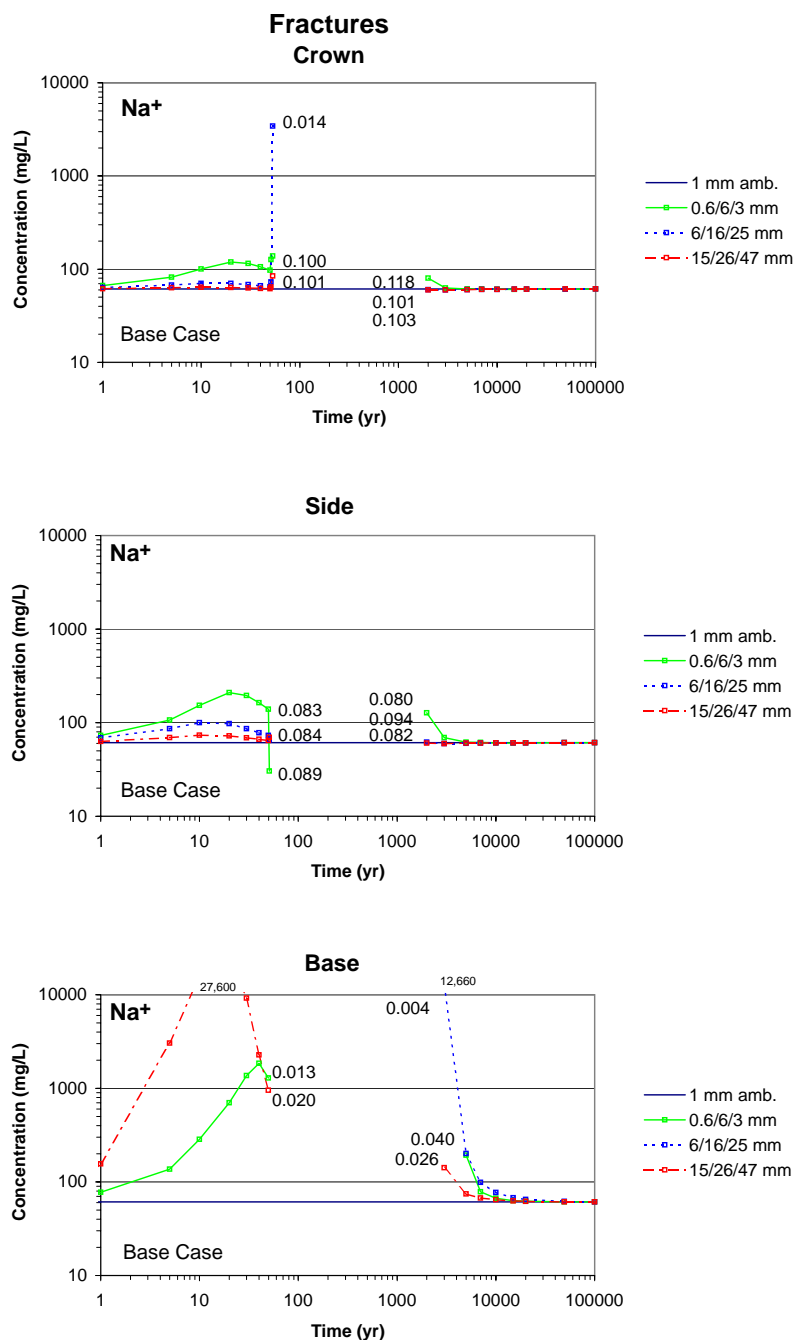 Fractures
Crown
10000
Na+
0.014
1000
1 mm amb.
0.6/6/3 mm
6/16/25 mm
15/26/47 mm
Concentration (mg/L)
0.100
100
0.101
0.118
0.101
0.103
Base Case
10
1 10 100 1000 10000 100000
Time (yr)
Side
10000
Na+
1000
1 mm amb.
0.6/6/3 mm
6/16/25 mm
15/26/47 mm
Concentration (mg/L)
0.083
0.080
100
0.084
0.094
0.082
0.089
Base Case
10
1 10 100 1000 10000 100000
Time (yr)
Base
27,600
12,660
10000
Na+
0.004
1000
0.013
0.020
1 mm amb.
0.6/6/3 mm
6/16/25 mm
15/26/47 mm
Concentration (mg/L)
0.040
0.026
100
Base Case
10
1 10 100 1000 10000 100000
Time (yr)